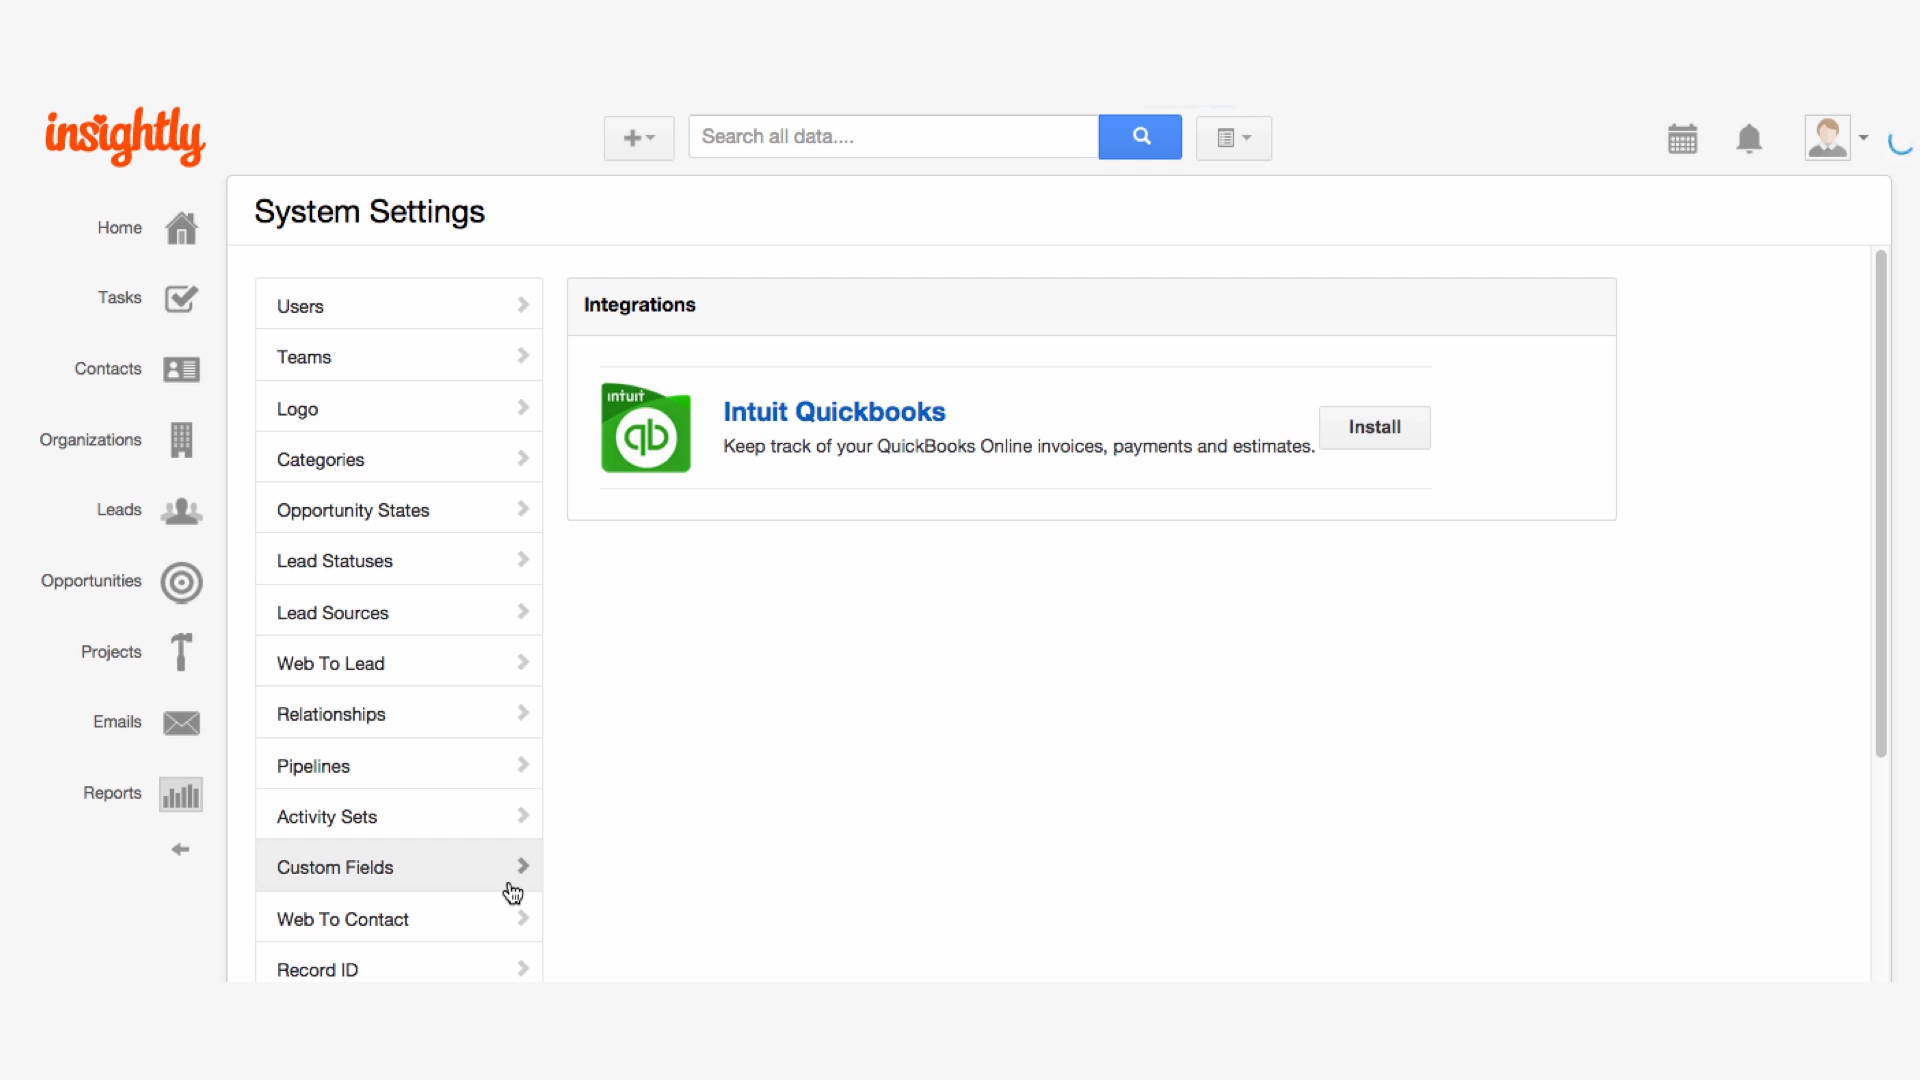 insightly
Search all data....
Home
Tasks
Contacts
Organizations
Leads
Opportunities
Projects
Emails
Reports
System Settings
Users
Teams
Logo
Categories
Opportunity States
Lead Statuses
Lead Sources
Web To Lead
Relationships
Pipelines
Activity Sets
Custom Fields
Web To Contact
Record ID
Integrations
intuit
qb
Intuit Quickbooks
Keep track of your QuickBooks Online invoices, payments and estimates.
Install